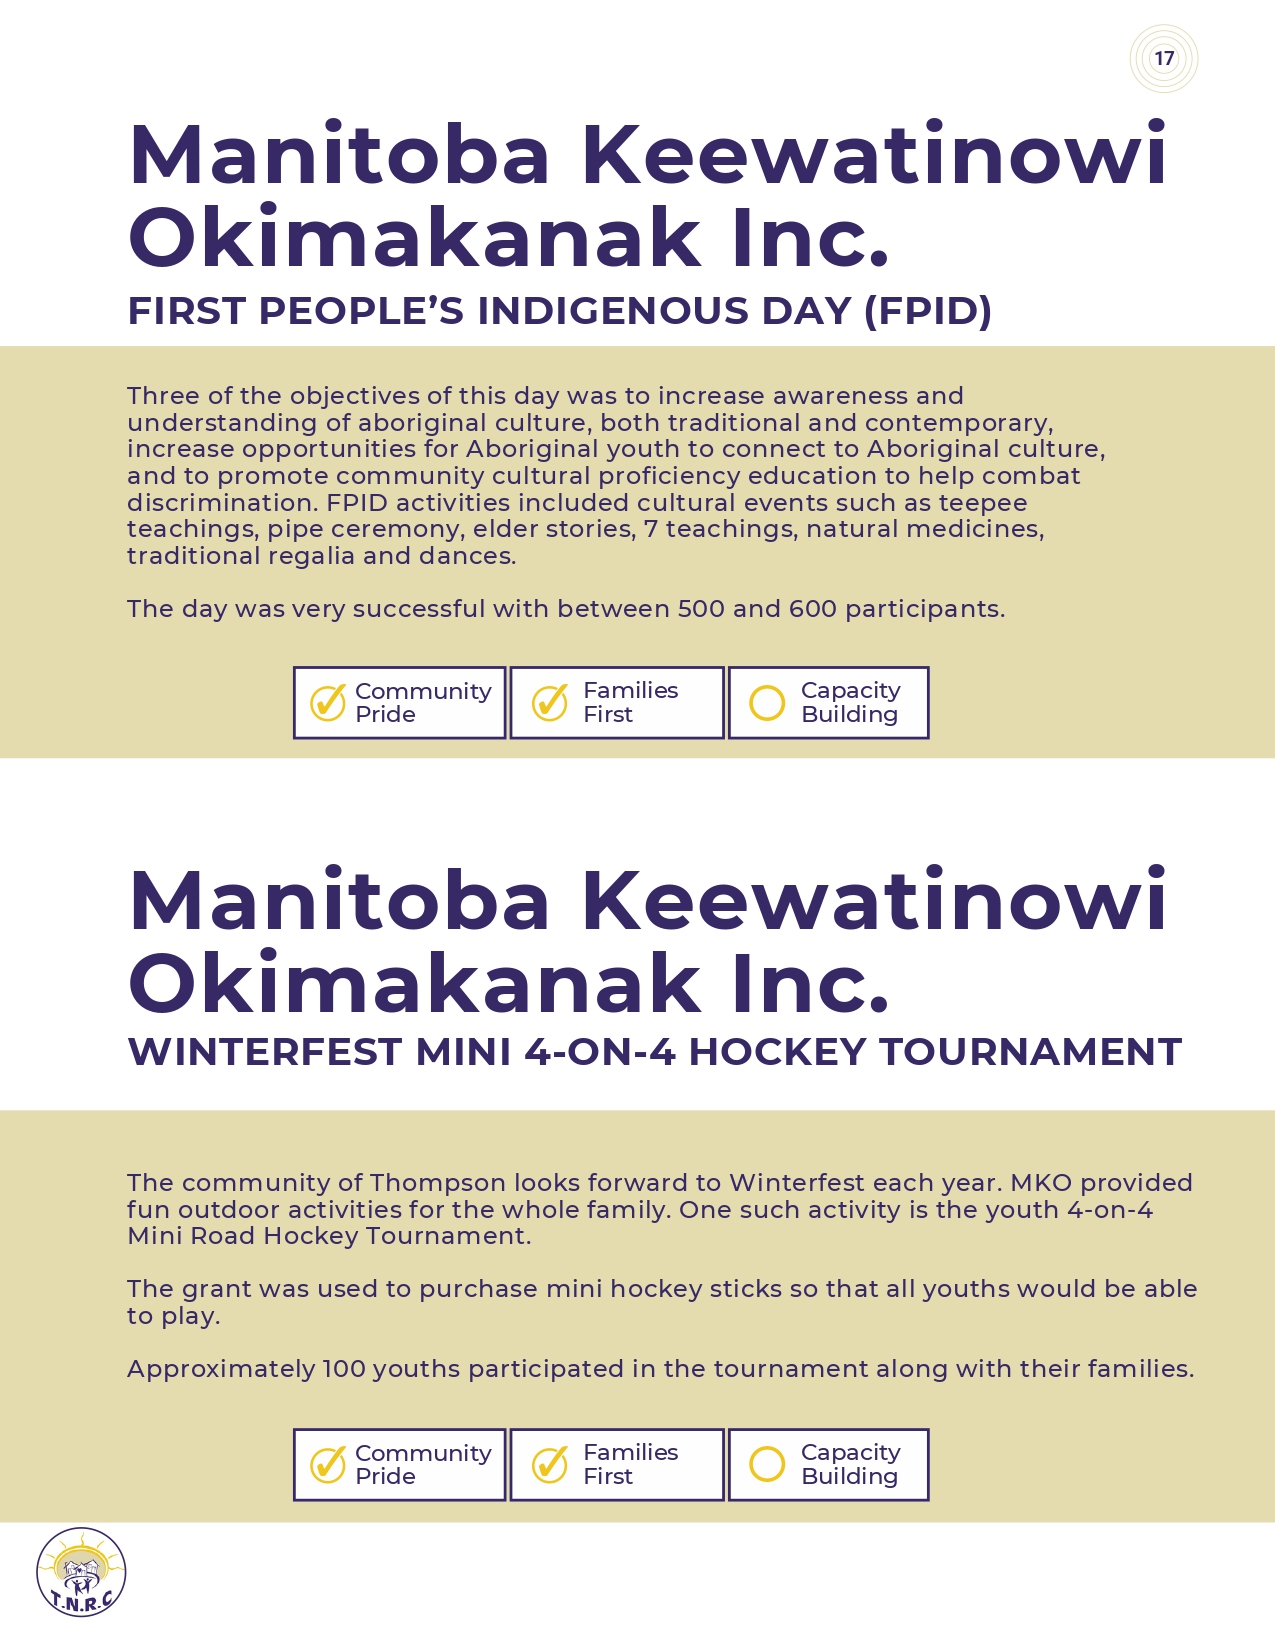 17
Manitoba Keewatinowi
Okimakanak Inc.
FIRST PEOPLE’S INDIGENOUS DAY (FPID)
Three of the objectives of this day was to increase awareness and
understanding of aboriginal culture, both traditional and contemporary,
increase opportunities for Aboriginal youth to connect to Aboriginal culture,
and to promote community cultural proficiency education to help combat
discrimination. FPID activities included cultural events such as teepee
teachings, pipe ceremony, elder stories, 7 teachings, natural medicines,
traditional regalia and dances.
The day was very successful with between 500 and 600 participants.
Community
Pride
Families
First
Capacity
Building
Manitoba Keewatinowi
Okimakanak Inc.
WINTERFEST MINI 4-ON-4 HOCKEY TOURNAMENT
The community of Thompson looks forward to Winterfest each year. MKO provided
fun outdoor activities for the whole family. One such activity is the youth 4-on-4
Mini Road Hockey Tournament.
The grant was used to purchase mini hockey sticks so that all youths would be able
to play.
Approximately 100 youths participated in the tournament along with their families.
Community
Pride
Families
First
Capacity
Building
T.N.R.C